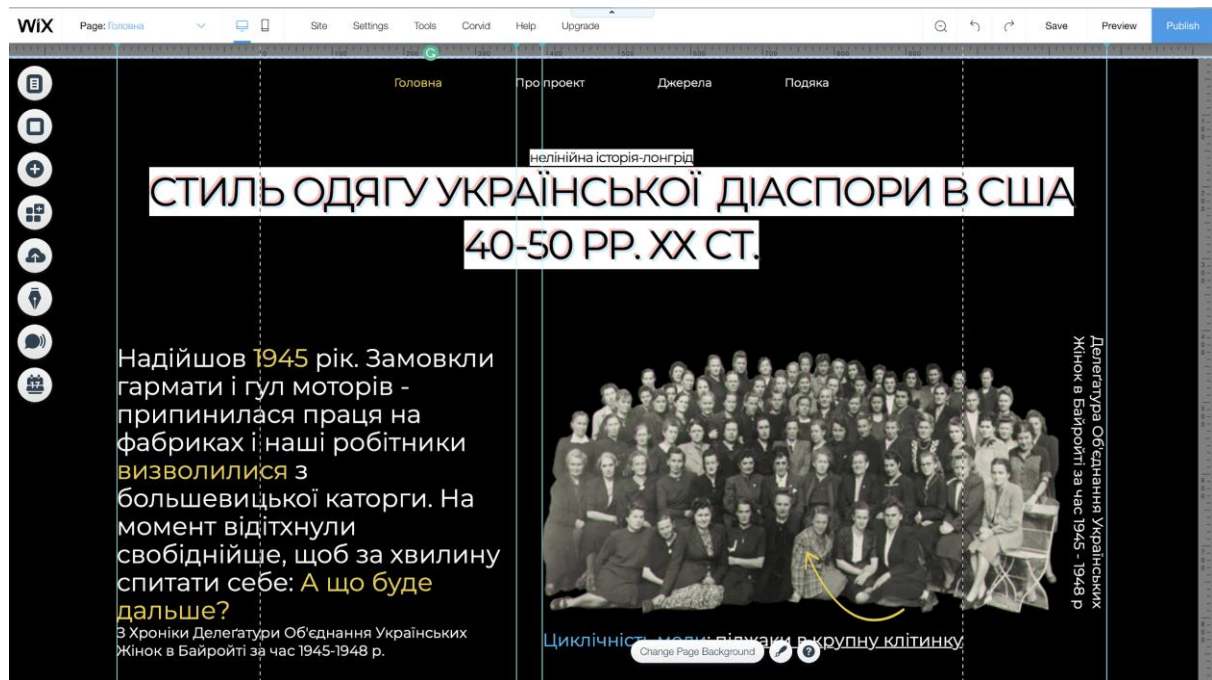 WiX Page: Головна Site Settings Tools Corvid Help Upgrade Save Preview Publish
Головна Про проект Джерела Подяка
нелінійна історія-лонгрід
СТИЛЬ ОДЯГУ УКРАЇНСЬКОЇ ДІАСПОРИ В США
40-50 РР. ХХ СТ.
Надійшов 1945 рік. Замовкли
гармати і гул моторів -
припинилася праця на
фабриках і наші робітники
визволилися з
большевицької каторги. На
момент відітхнули
свобіднійше, щоб за хвилину
спитати себе: А що буде
дальше?
З Хроніки Делеґатури Об'єднання Українських
Жінок в Байройті за час 1945-1948 р.
Делеґатура Об'єднання Українських
Жінок в Байройті за час 1945 - 1948 р
Циклічність моди: піджаки в крупну клітинку
Change Page Background